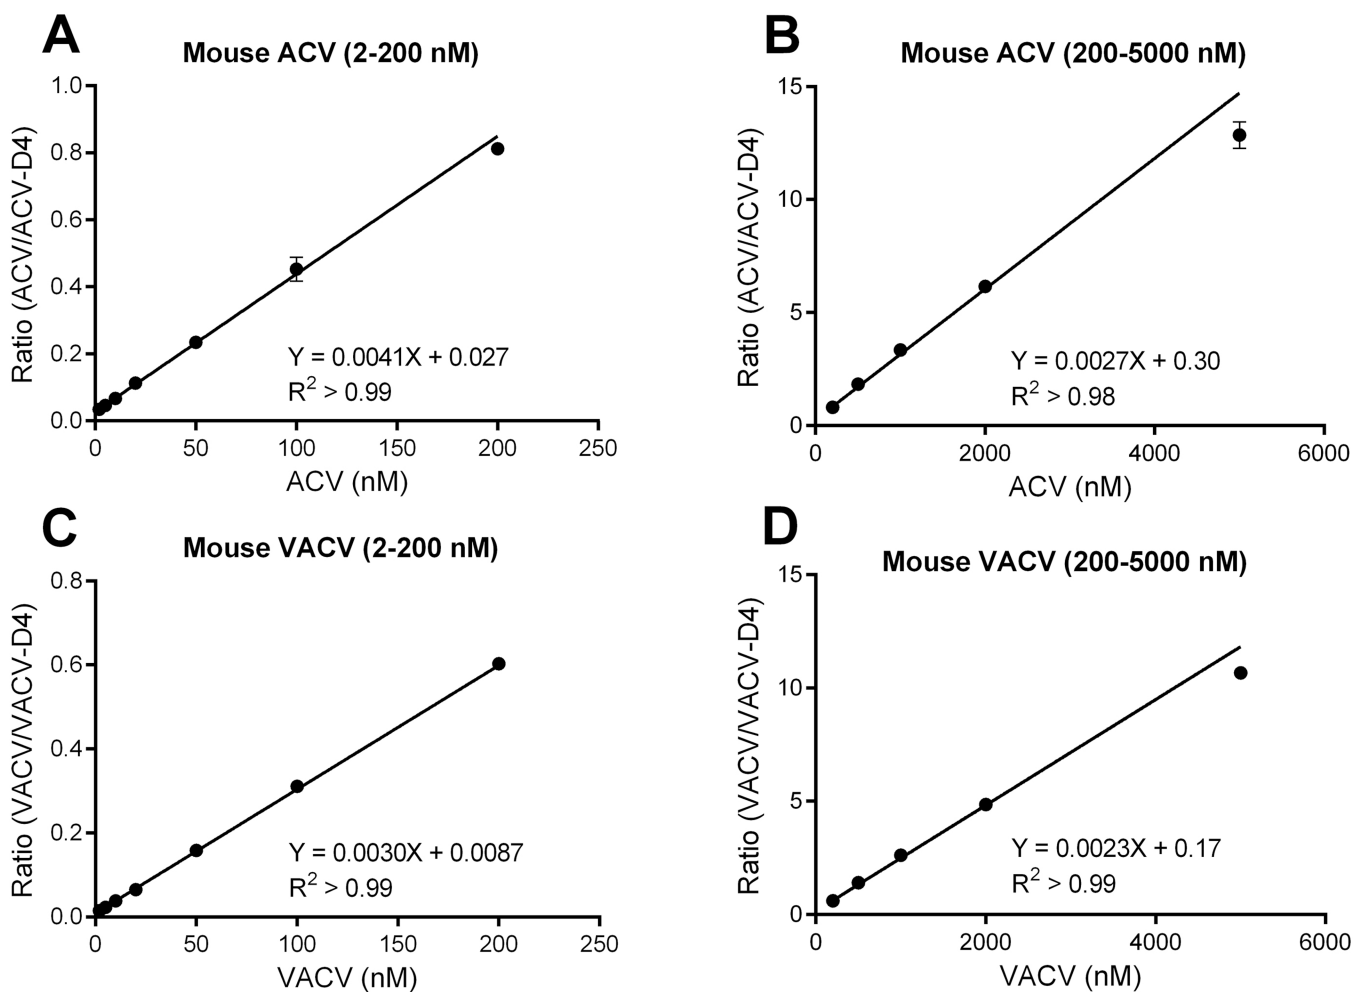 A
Mouse ACV (2-200 nM)
Ratio (ACV/ACV-D4)
1.0
0.8
0.6
0.4
0.2
0.0
Y = 0.0041X + 0.027
R² > 0.99
0 50 100 150 200 250
ACV (nM)
B
Mouse ACV (200-5000 nM)
Ratio (ACV/ACV-D4)
15
10
5
0
Y = 0.0027X + 0.30
R² > 0.98
0 2000 4000 6000
ACV (nM)
C
Mouse VACV (2-200 nM)
Ratio (VACV/VACV-D4)
0.8
0.6
0.4
0.2
0.0
Y = 0.0030X + 0.0087
R² > 0.99
0 50 100 150 200 250
VACV (nM)
D
Mouse VACV (200-5000 nM)
Ratio (VACV/VACV-D4)
15
10
5
0
Y = 0.0023X + 0.17
R² > 0.99
0 2000 4000 6000
VACV (nM)